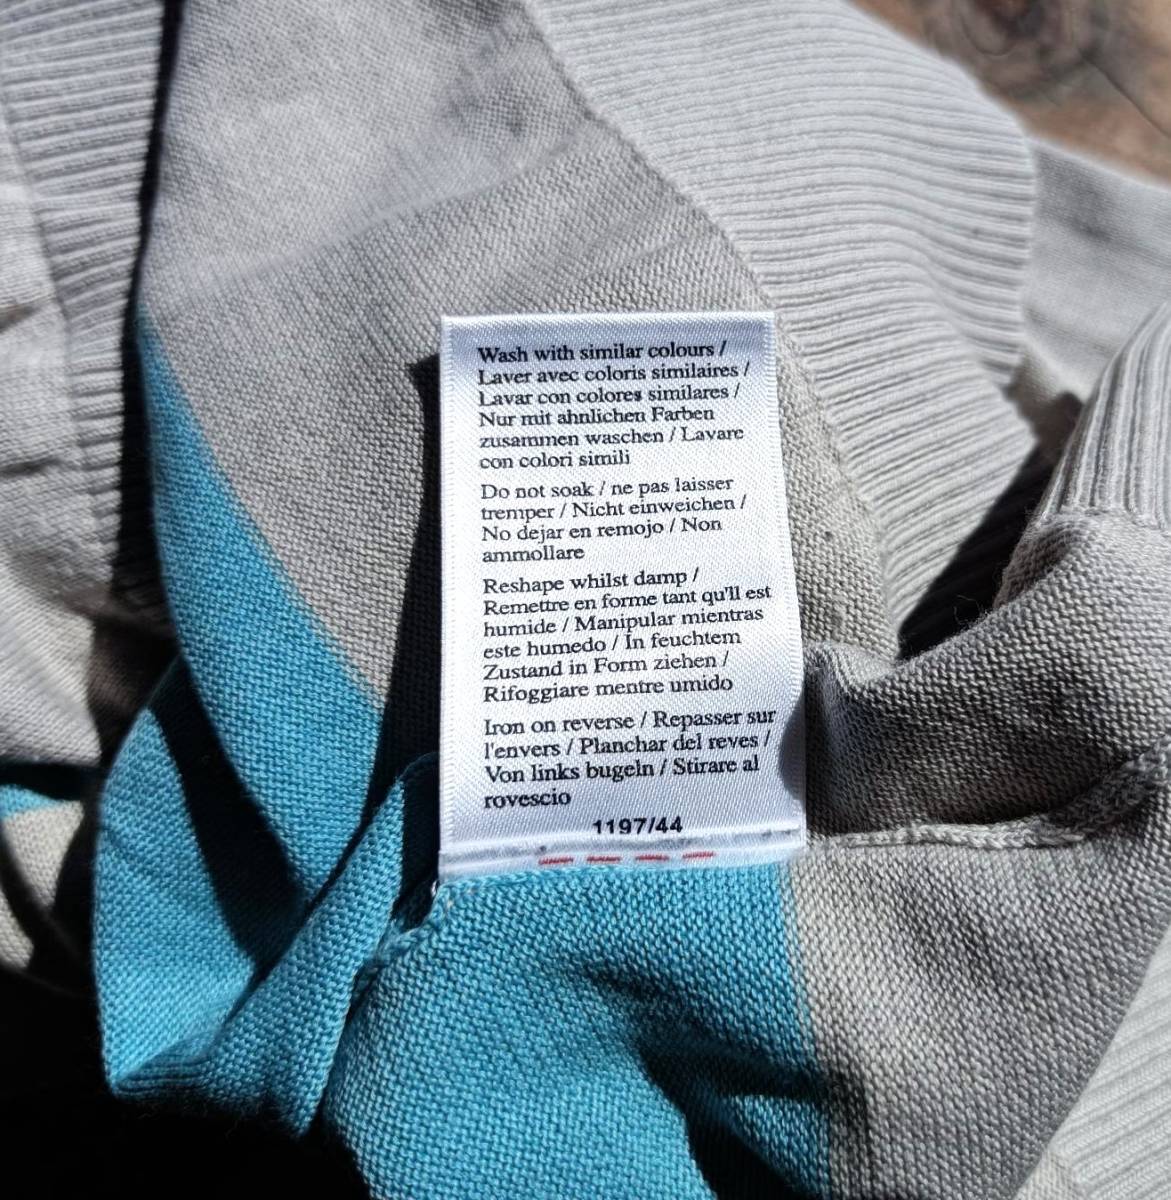 Wash with similar colours /
Laver avec coloris similaires /
Lavar con colores similares /
Nur mit ahnlichen Farben
zusammen waschen / Lavare
con colori simili
Do not soak / ne pas laisser
tremper / Nicht einweichen /
No dejar en remojo / Non
ammollare
Reshape whilst damp /
Remettre en forme tant qu'll est
humide / Manipular mientras
este humedo / In feuchtem
Zustand in Form ziehen /
Rifoggiare mentre umido
Iron on reverse / Repasser sur
l'envers / Planchar del reves /
Von links bugeln / Stirare al
rovescio
1197/44